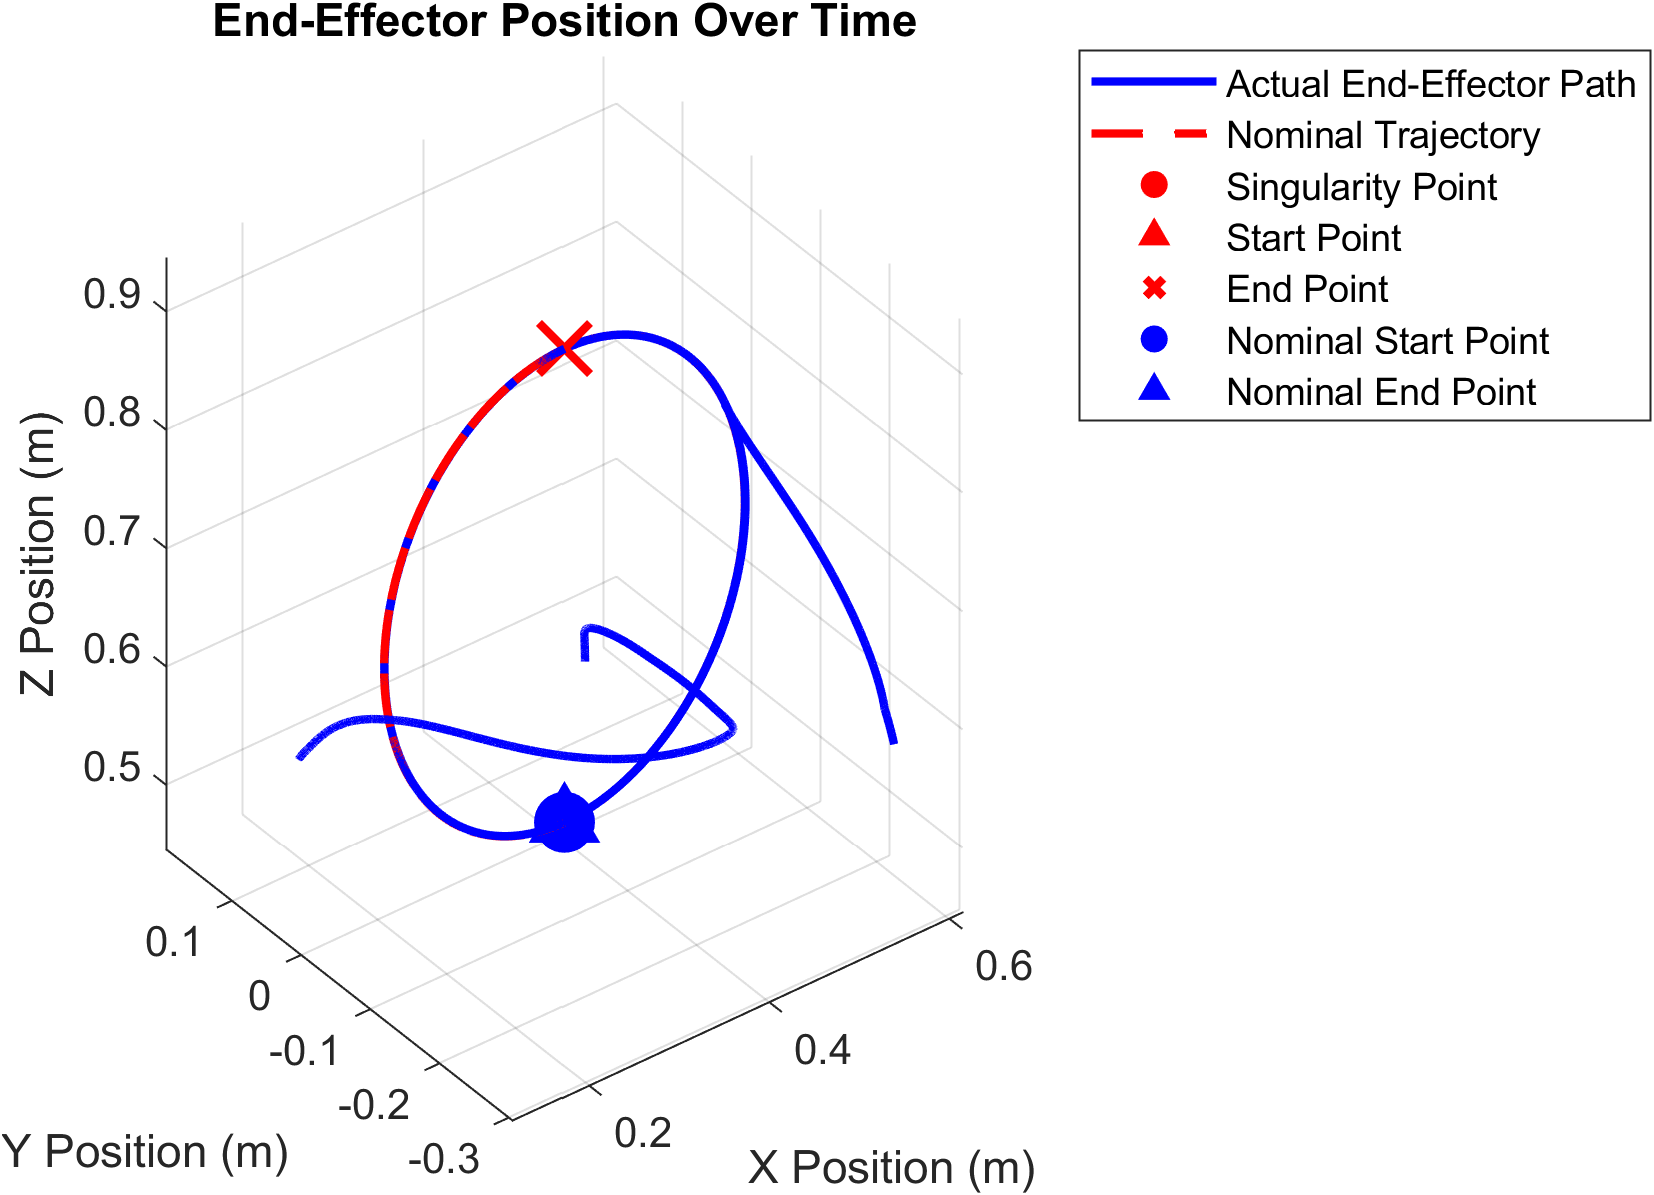 End-Effector Position Over Time
Actual End-Effector Path
Nominal Trajectory
Singularity Point
Start Point
End Point
Nominal Start Point
Nominal End Point
Z Position (m)
0.9
0.8
0.7
0.6
0.5
0.1
0
-0.1
-0.2
-0.3
Y Position (m)
0.2
0.4
0.6
X Position (m)